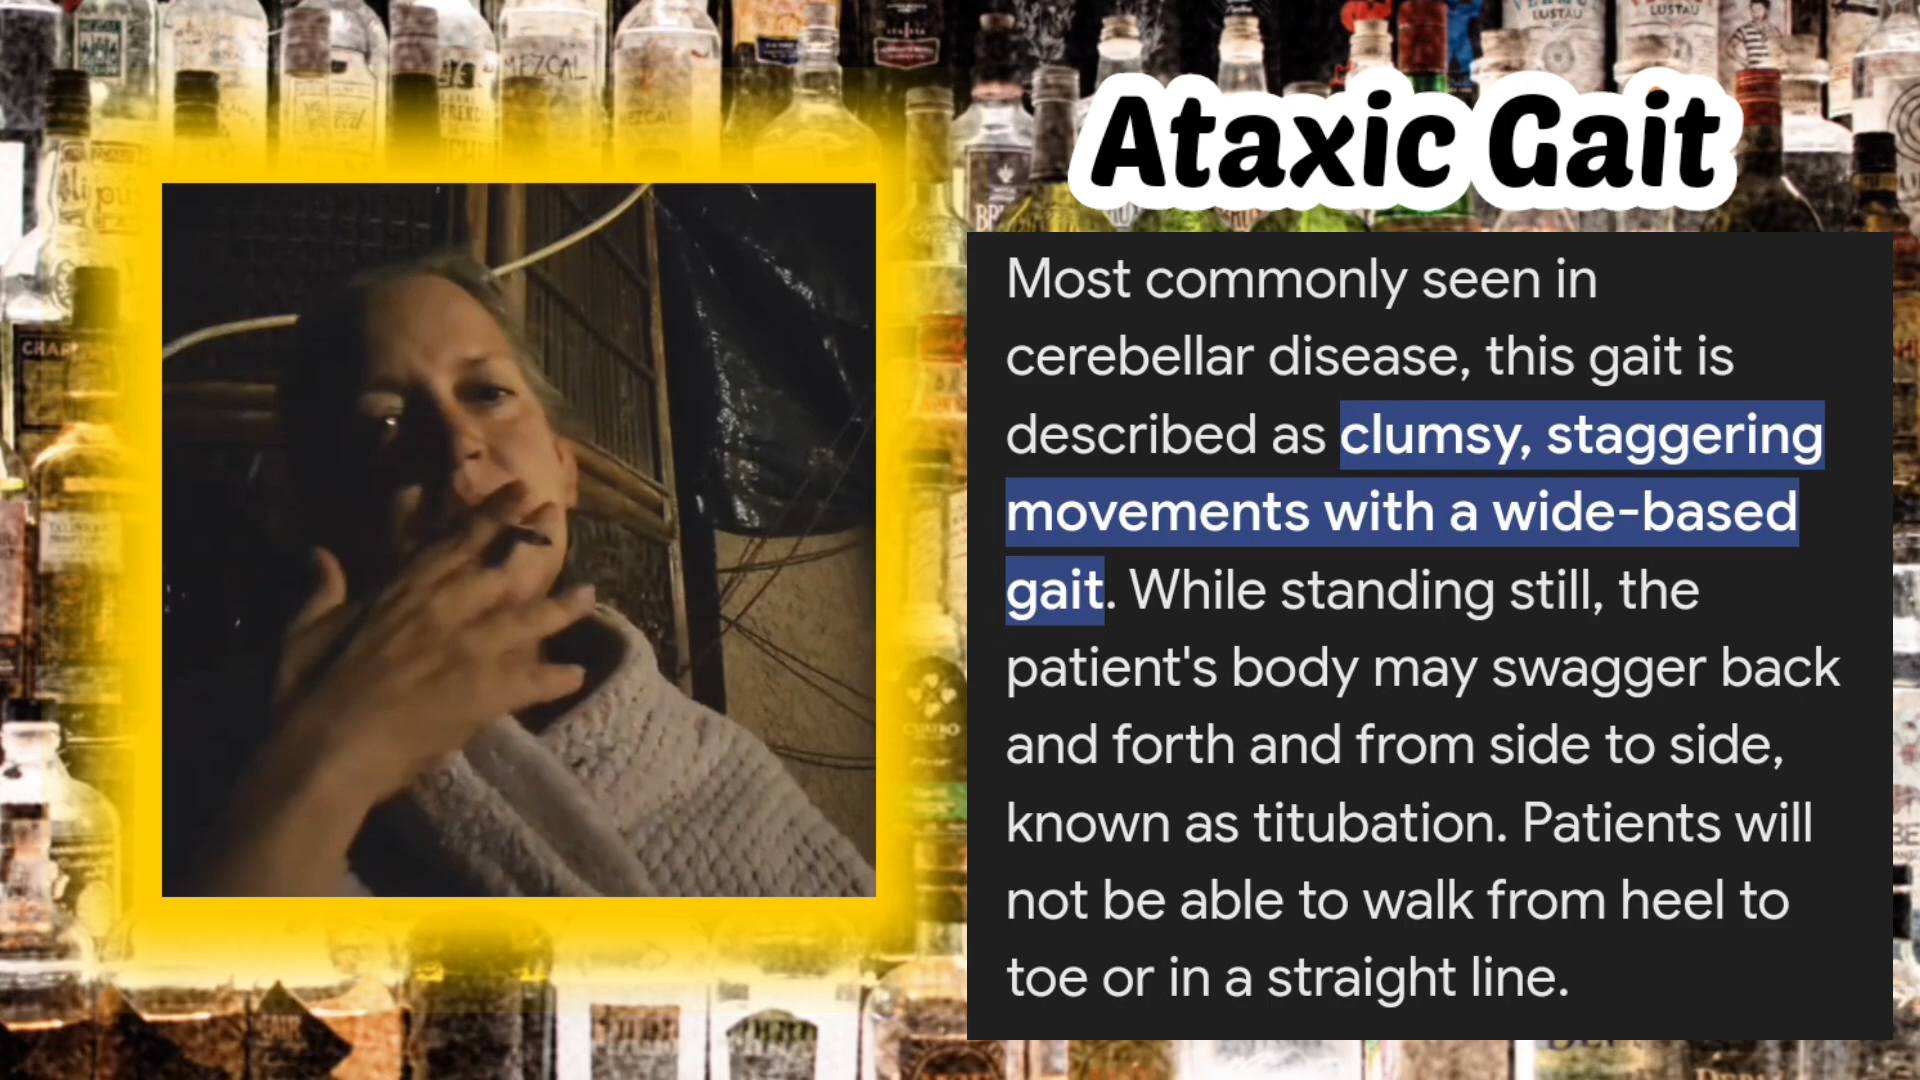 MEZCAL
LUSTAU
LUSTAU
MEZCAL
Ataxic Gait
Most commonly seen in
cerebellar disease, this gait is
described as clumsy, staggering
movements with a wide-based
gait. While standing still, the
patient's body may swagger back
and forth and from side to side,
known as titubation. Patients will
not be able to walk from heel to
toe or in a straight line.
CUATRO